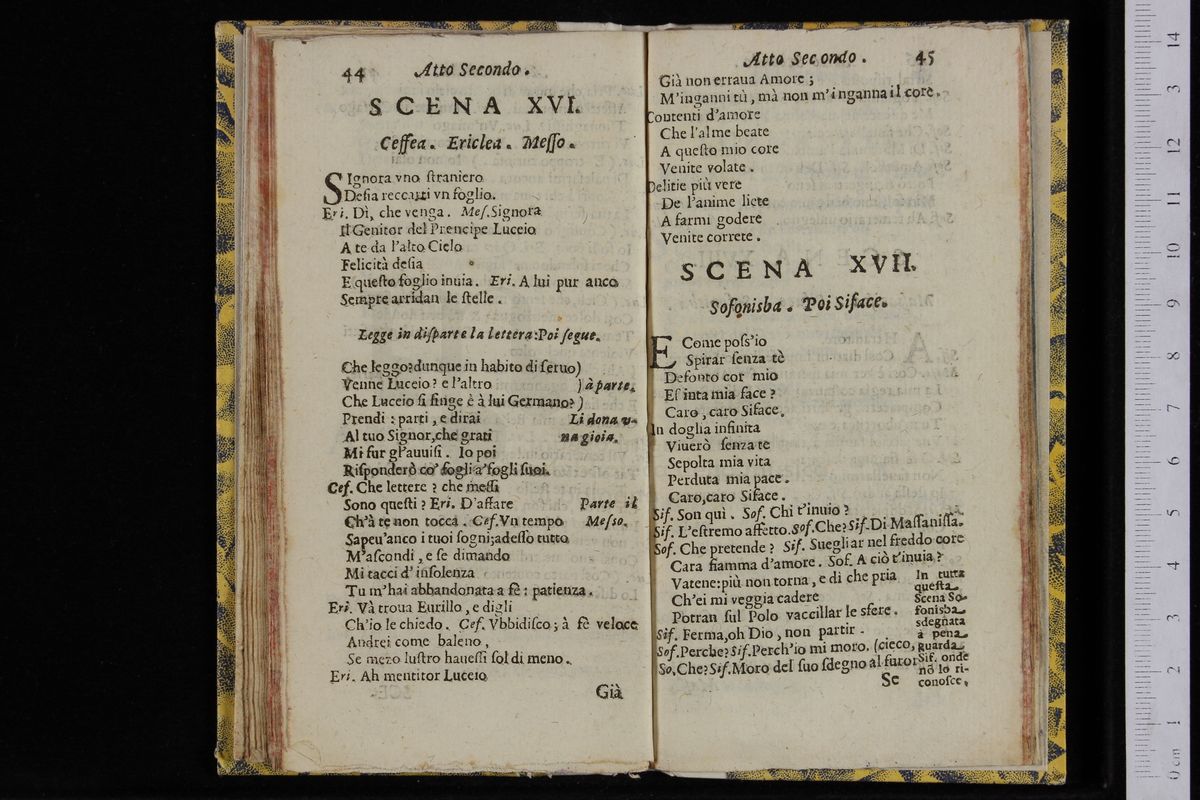 44 Atto Secondo.
SCENA XVI.
Ceffea. Ericlea. Meſſo.
SIgnora vno ſtraniero
Deſia reccarti vn foglio.
Eri. Dì, che venga. Meſ. Signora
Il Genitor del Prencipe Luceio
A te da l'alto Cielo
Felicità deſia
E queſto foglio inuia. Eri. A lui pur anco
Sempre arridan le ſtelle.
Legge in diſparte la lettera: Poi ſegue.
Che leggo? dunque in habito di ſeruo)
Venne Luceio? e l'altro ) à parte.
Che Luceio ſi finge è à lui Germano?)
Prendi: parti, e dirai Li dona v-
Al tuo Signor, che grati na gioia.
Mi fur gl'auuiſi. Io poi
Riſponderò co' fogli a' fogli ſuoi.
Cef. Che lettere? che meſſi
Sono queſti? Eri. D'affare Parte il
Ch'à te non tocca. Cef. Vn tempo Meſso.
Sapeu'anco i tuoi ſogni; adeſſo tutto
M'aſcondi, e ſe dimando
Mi tacci d'inſolenza
Tu m'hai abbandonata a fè: patienza.
Eri. Và troua Eurillo, e digli
Ch'io le chiedo. Cef. Vbbidiſco; à fè veloce
Andrei come baleno,
Se mezo luſtro haueſſi ſol di meno.
Eri. Ah mentitor Luceio
Già
Atto Secondo. 45
Già non erraua Amore;
M'inganni tù, mà non m'inganna il core.
Contenti d'amore
Che l'alme beate
A queſto mio core
Venite volate.
Delitie più vere
De l'anime liete
A farmi godere
Venite correte.
SCENA XVII.
Sofonisba. Poi Siface.
E Come poſs'io
Spirar ſenza tè
Defonto cor mio
Eſinta mia face?
Caro, caro Siface.
In doglia infinita
Viuerò ſenza te
Sepolta mia vita
Perduta mia pace.
Caro, caro Siface.
Sif. Son quì. Sof. Chi t'inuio?
Sif. L'eſtremo affetto. Sof. Che? Sif. Di Maſſaniſſa.
Sof. Che pretende? Sif. Suegliar nel freddo core
Cara fiamma d'amore. Sof. A ciò t'inuia?
Vatene: più non torna, e dì che pria
Ch'ei mi veggia cadere
Potran ſul Polo vaccillar le sfere.
Sif. Ferma, oh Dio, non partir.
Sof. Perche? Sif. Perch'io mi moro. (cieco,
So. Che? Sif. Moro del ſuo ſdegno al furor
In tutta
queſta
Scena So-
fonisba
sdegnata
à pena
guarda
Sif. onde
nõ lo ri-
conoſce.
Se